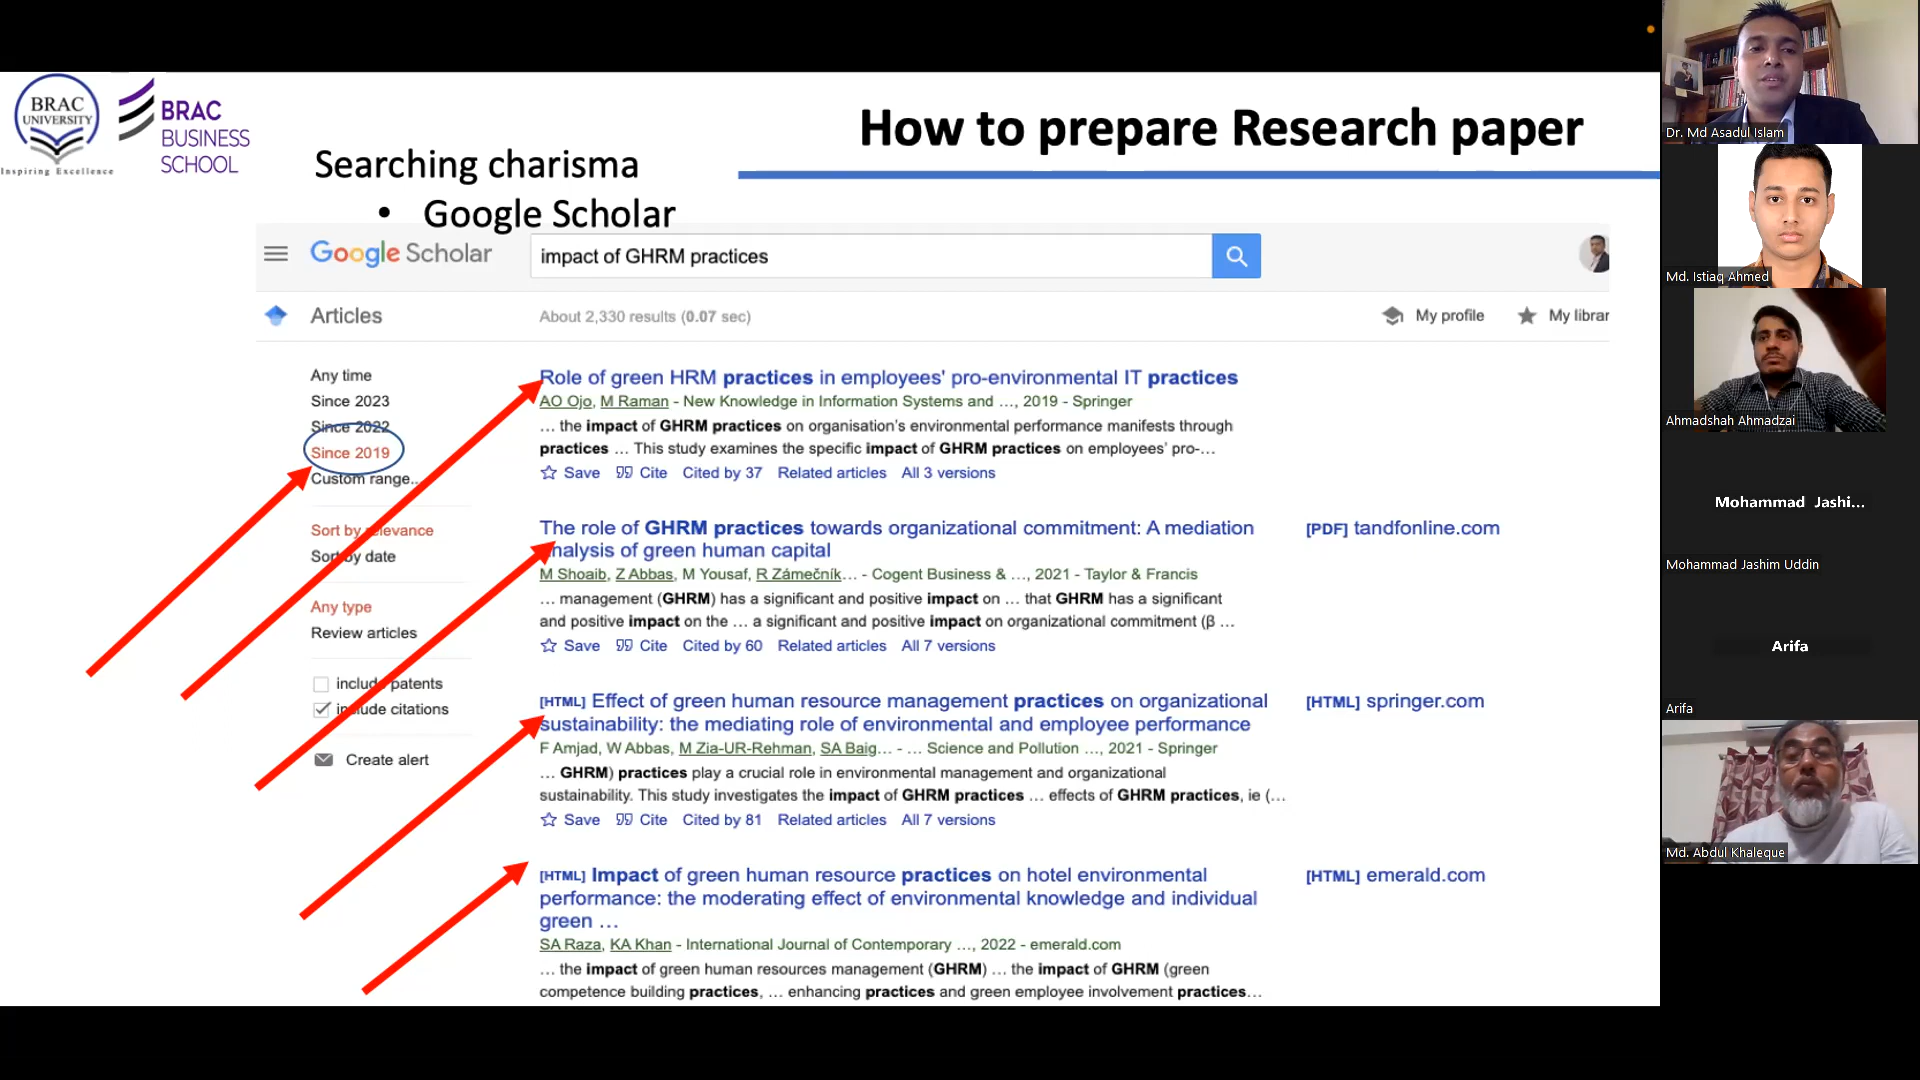 BRAC
UNIVERSITY
Inspiring Excellence
BRAC
BUSINESS
SCHOOL
How to prepare Research paper
Searching charisma
• Google Scholar
Google Scholar
impact of GHRM practices
Articles
About 2,330 results (0.07 sec)
My profile
My librar
Any time
Since 2023
Since 2022
Since 2019
Custom range...
Sort by relevance
Sort by date
Any type
Review articles
include patents
include citations
Create alert
Role of green HRM practices in employees' pro-environmental IT practices
AO Ojo, M Raman - New Knowledge in Information Systems and …, 2019 - Springer
… the impact of GHRM practices on organisation's environmental performance manifests through
practices … This study examines the specific impact of GHRM practices on employees' pro-…
Save Cite Cited by 37 Related articles All 3 versions
The role of GHRM practices towards organizational commitment: A mediation
analysis of green human capital
[PDF] tandfonline.com
M Shoaib, Z Abbas, M Yousaf, R Zámečník… - Cogent Business & …, 2021 - Taylor & Francis
… management (GHRM) has a significant and positive impact on … that GHRM has a significant
and positive impact on the … a significant and positive impact on organizational commitment (β …
Save Cite Cited by 60 Related articles All 7 versions
[HTML] Effect of green human resource management practices on organizational
sustainability: the mediating role of environmental and employee performance
[HTML] springer.com
F Amjad, W Abbas, M Zia-UR-Rehman, SA Baig… - … Science and Pollution …, 2021 - Springer
… GHRM) practices play a crucial role in environmental management and organizational
sustainability. This study investigates the impact of GHRM practices … effects of GHRM practices, ie (…
Save Cite Cited by 81 Related articles All 7 versions
[HTML] Impact of green human resource practices on hotel environmental
performance: the moderating effect of environmental knowledge and individual
green …
[HTML] emerald.com
SA Raza, KA Khan - International Journal of Contemporary …, 2022 - emerald.com
… the impact of green human resources management (GHRM) … the impact of GHRM (green
competence building practices, … enhancing practices and green employee involvement practices…
Dr. Md Asadul Islam
Md. Istiaq Ahmed
Ahmadshah Ahmadzai
Mohammad Jashi...
Mohammad Jashim Uddin
Arifa
Arifa
Md. Abdul Khaleque